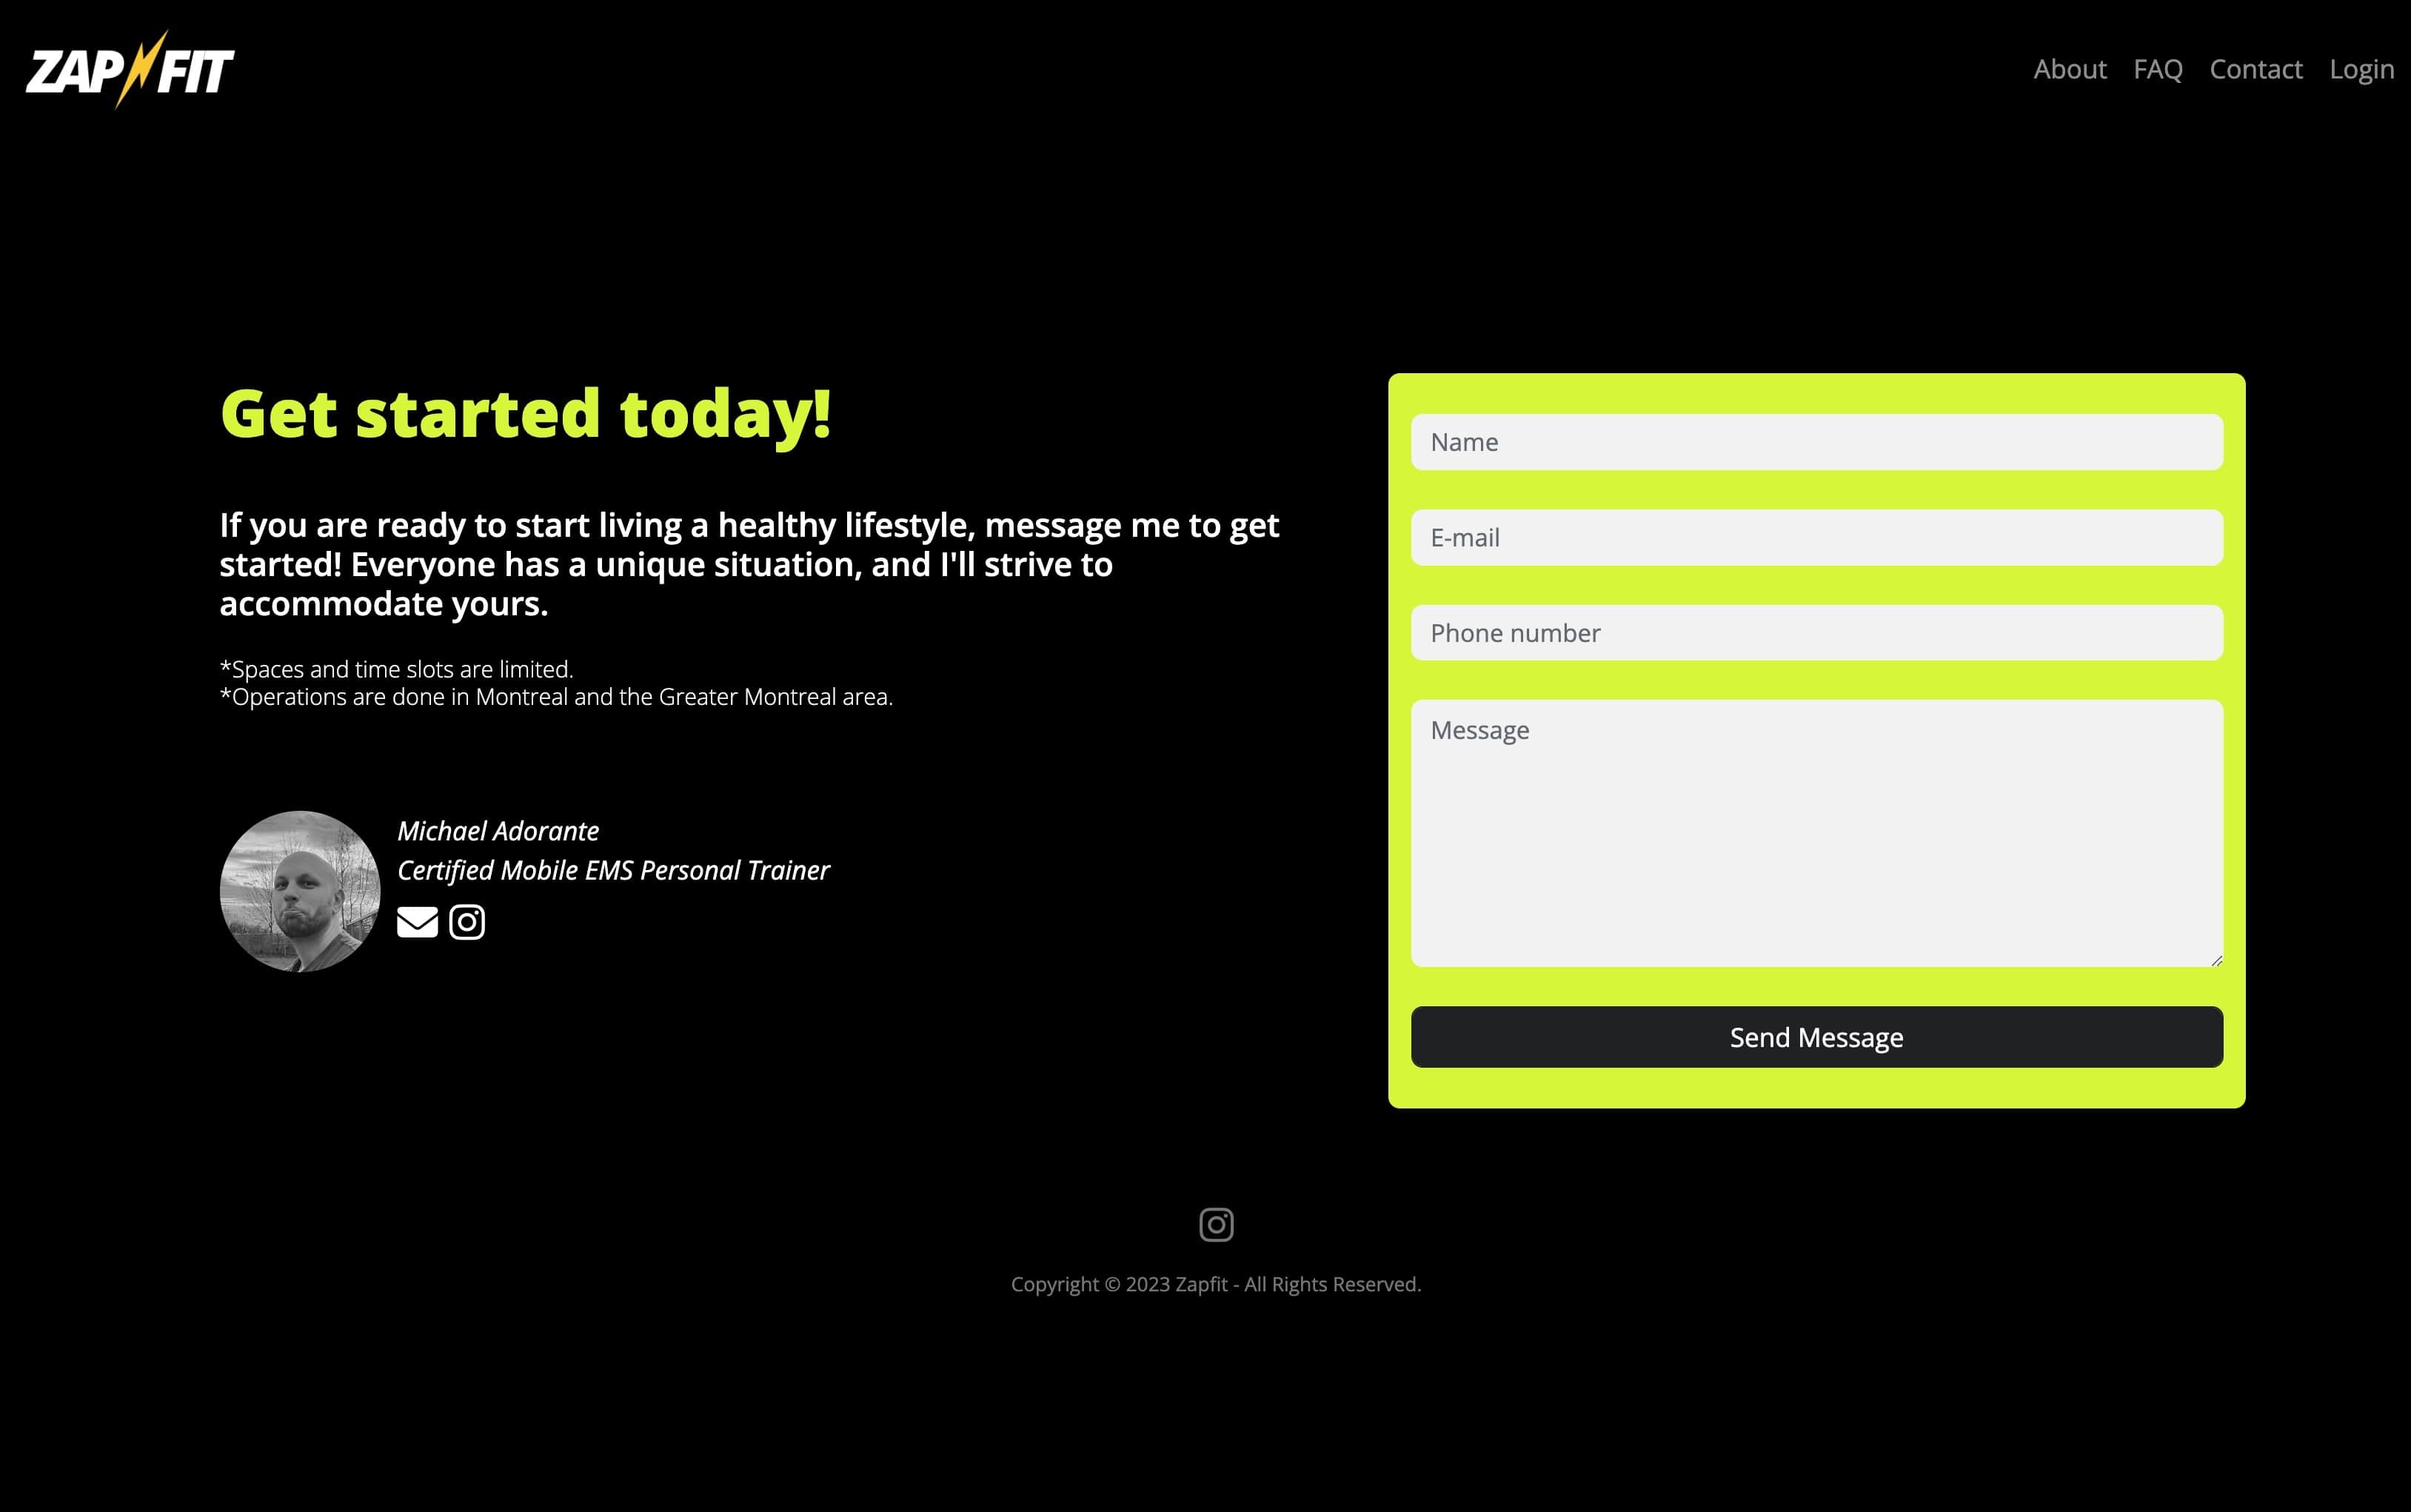 ZAP FIT
About FAQ Contact Login
Get started today!
If you are ready to start living a healthy lifestyle, message me to get
started! Everyone has a unique situation, and I'll strive to
accommodate yours.
*Spaces and time slots are limited.
*Operations are done in Montreal and the Greater Montreal area.
Michael Adorante
Certified Mobile EMS Personal Trainer
Name
E-mail
Phone number
Message
Send Message
Copyright © 2023 Zapfit - All Rights Reserved.